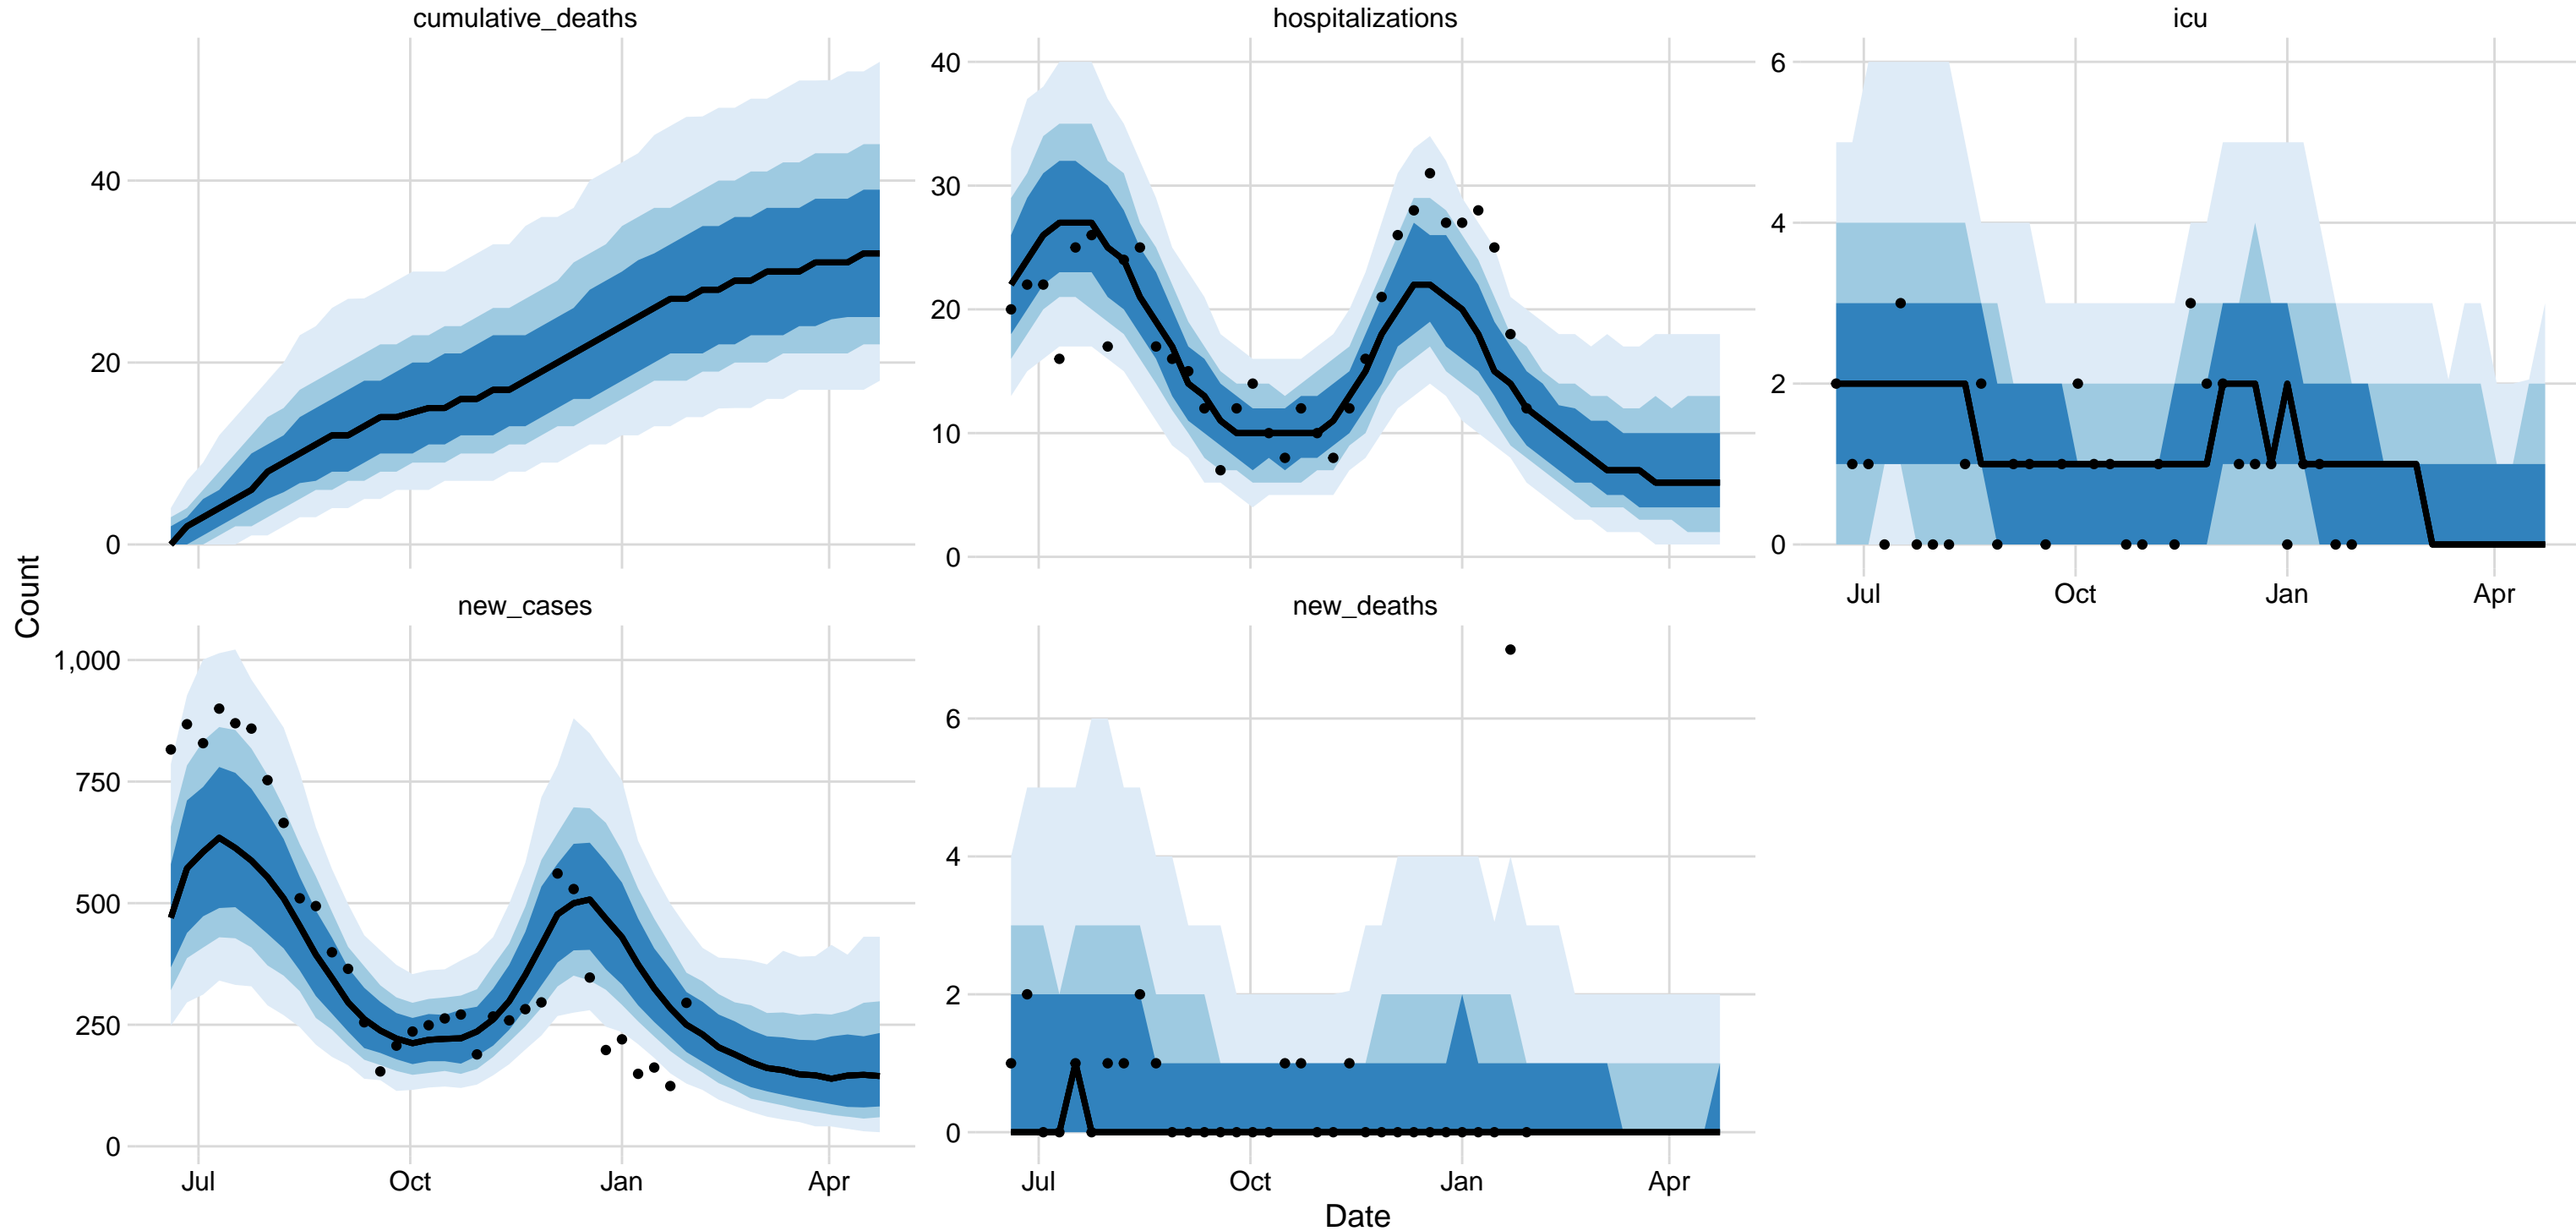 cumulative_deaths
hospitalizations
icu
40
20
0
40
30
20
10
0
6
4
2
0
Jul Oct Jan Apr
Count
new_cases
new_deaths
1,000
750
500
250
0
6
4
2
0
Jul Oct Jan Apr
Jul Oct Jan Apr
Date